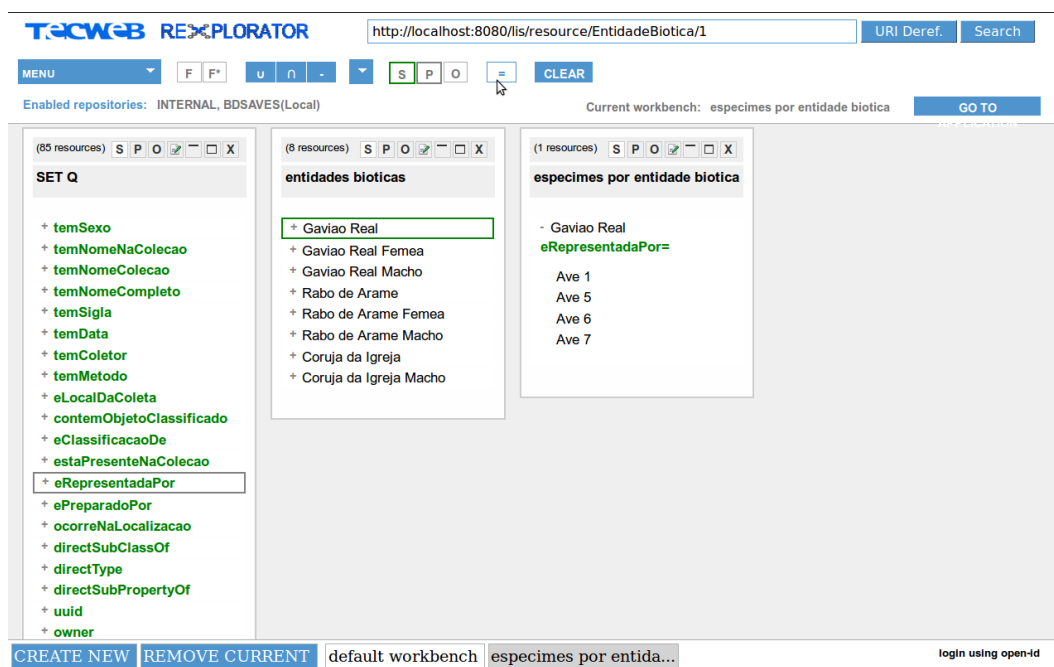 TECWEB REXPLORATOR http://localhost:8080/lis/resource/EntidadeBiotica/1 URI Deref. Search
MENU F F* ∪ ∩ - S P O = CLEAR
Enabled repositories: INTERNAL, BDSAVES(Local) Current workbench: especimes por entidade biotica GO TO
(85 resources) S P O X
SET Q
+ temSexo
+ temNomeNaColecao
+ temNomeColecao
+ temNomeCompleto
+ temSigla
+ temData
+ temColetor
+ temMetodo
+ eLocalDaColeta
+ contemObjetoClassificado
+ eClassificacaoDe
+ estaPresenteNaColecao
+ eRepresentadaPor
+ ePreparadoPor
+ ocorreNaLocalizacao
+ directSubClassOf
+ directType
+ directSubPropertyOf
+ uuid
+ owner
(8 resources) S P O X
entidades bioticas
+ Gaviao Real
+ Gaviao Real Femea
+ Gaviao Real Macho
+ Rabo de Arame
+ Rabo de Arame Femea
+ Rabo de Arame Macho
+ Coruja da Igreja
+ Coruja da Igreja Macho
(1 resources) S P O X
especimes por entidade biotica
- Gaviao Real
eRepresentadaPor=
Ave 1
Ave 5
Ave 6
Ave 7
CREATE NEW REMOVE CURRENT default workbench especimes por entida... login using open-id